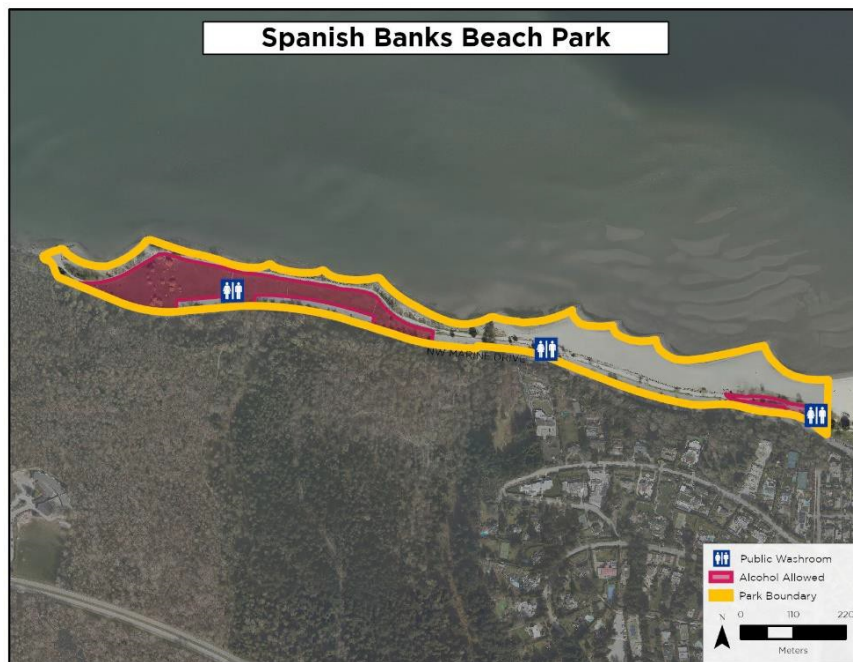 Spanish Banks Beach Park
NW MARINE DRIVE
Public Washroom
Alcohol Allowed
Park Boundary
N
0 110 220
Meters